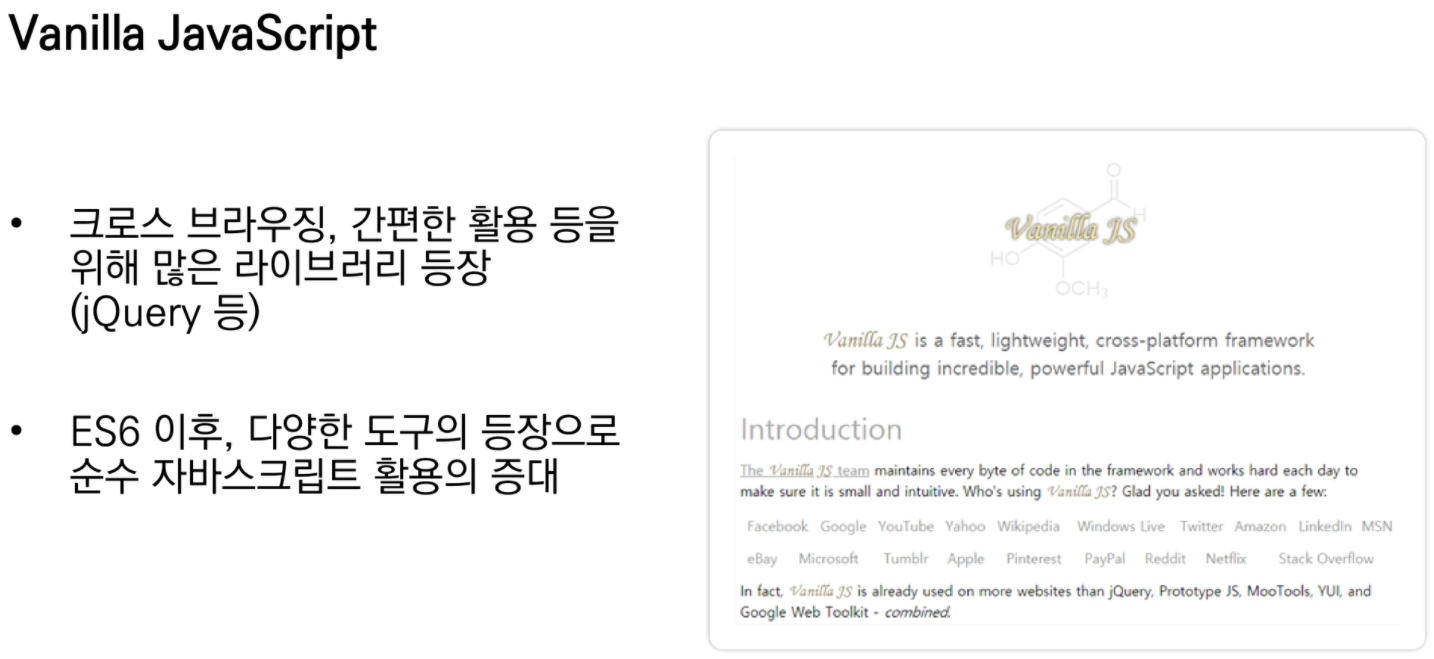 Vanilla JavaScript
• 크로스 브라우징, 간편한 활용 등을
위해 많은 라이브러리 등장
(jQuery 등)
• ES6 이후, 다양한 도구의 등장으로
순수 자바스크립트 활용의 증대
O
Vanilla JS
H
HO
OCH₃
Vanilla JS is a fast, lightweight, cross-platform framework
for building incredible, powerful JavaScript applications.
Introduction
The Vanilla JS team maintains every byte of code in the framework and works hard each day to
make sure it is small and intuitive. Who's using Vanilla JS? Glad you asked! Here are a few:
Facebook Google YouTube Yahoo Wikipedia Windows Live Twitter Amazon LinkedIn MSN
eBay Microsoft Tumblr Apple Pinterest PayPal Reddit Netflix Stack Overflow
In fact, Vanilla JS is already used on more websites than jQuery, Prototype JS, MooTools, YUI, and
Google Web Toolkit - combined.